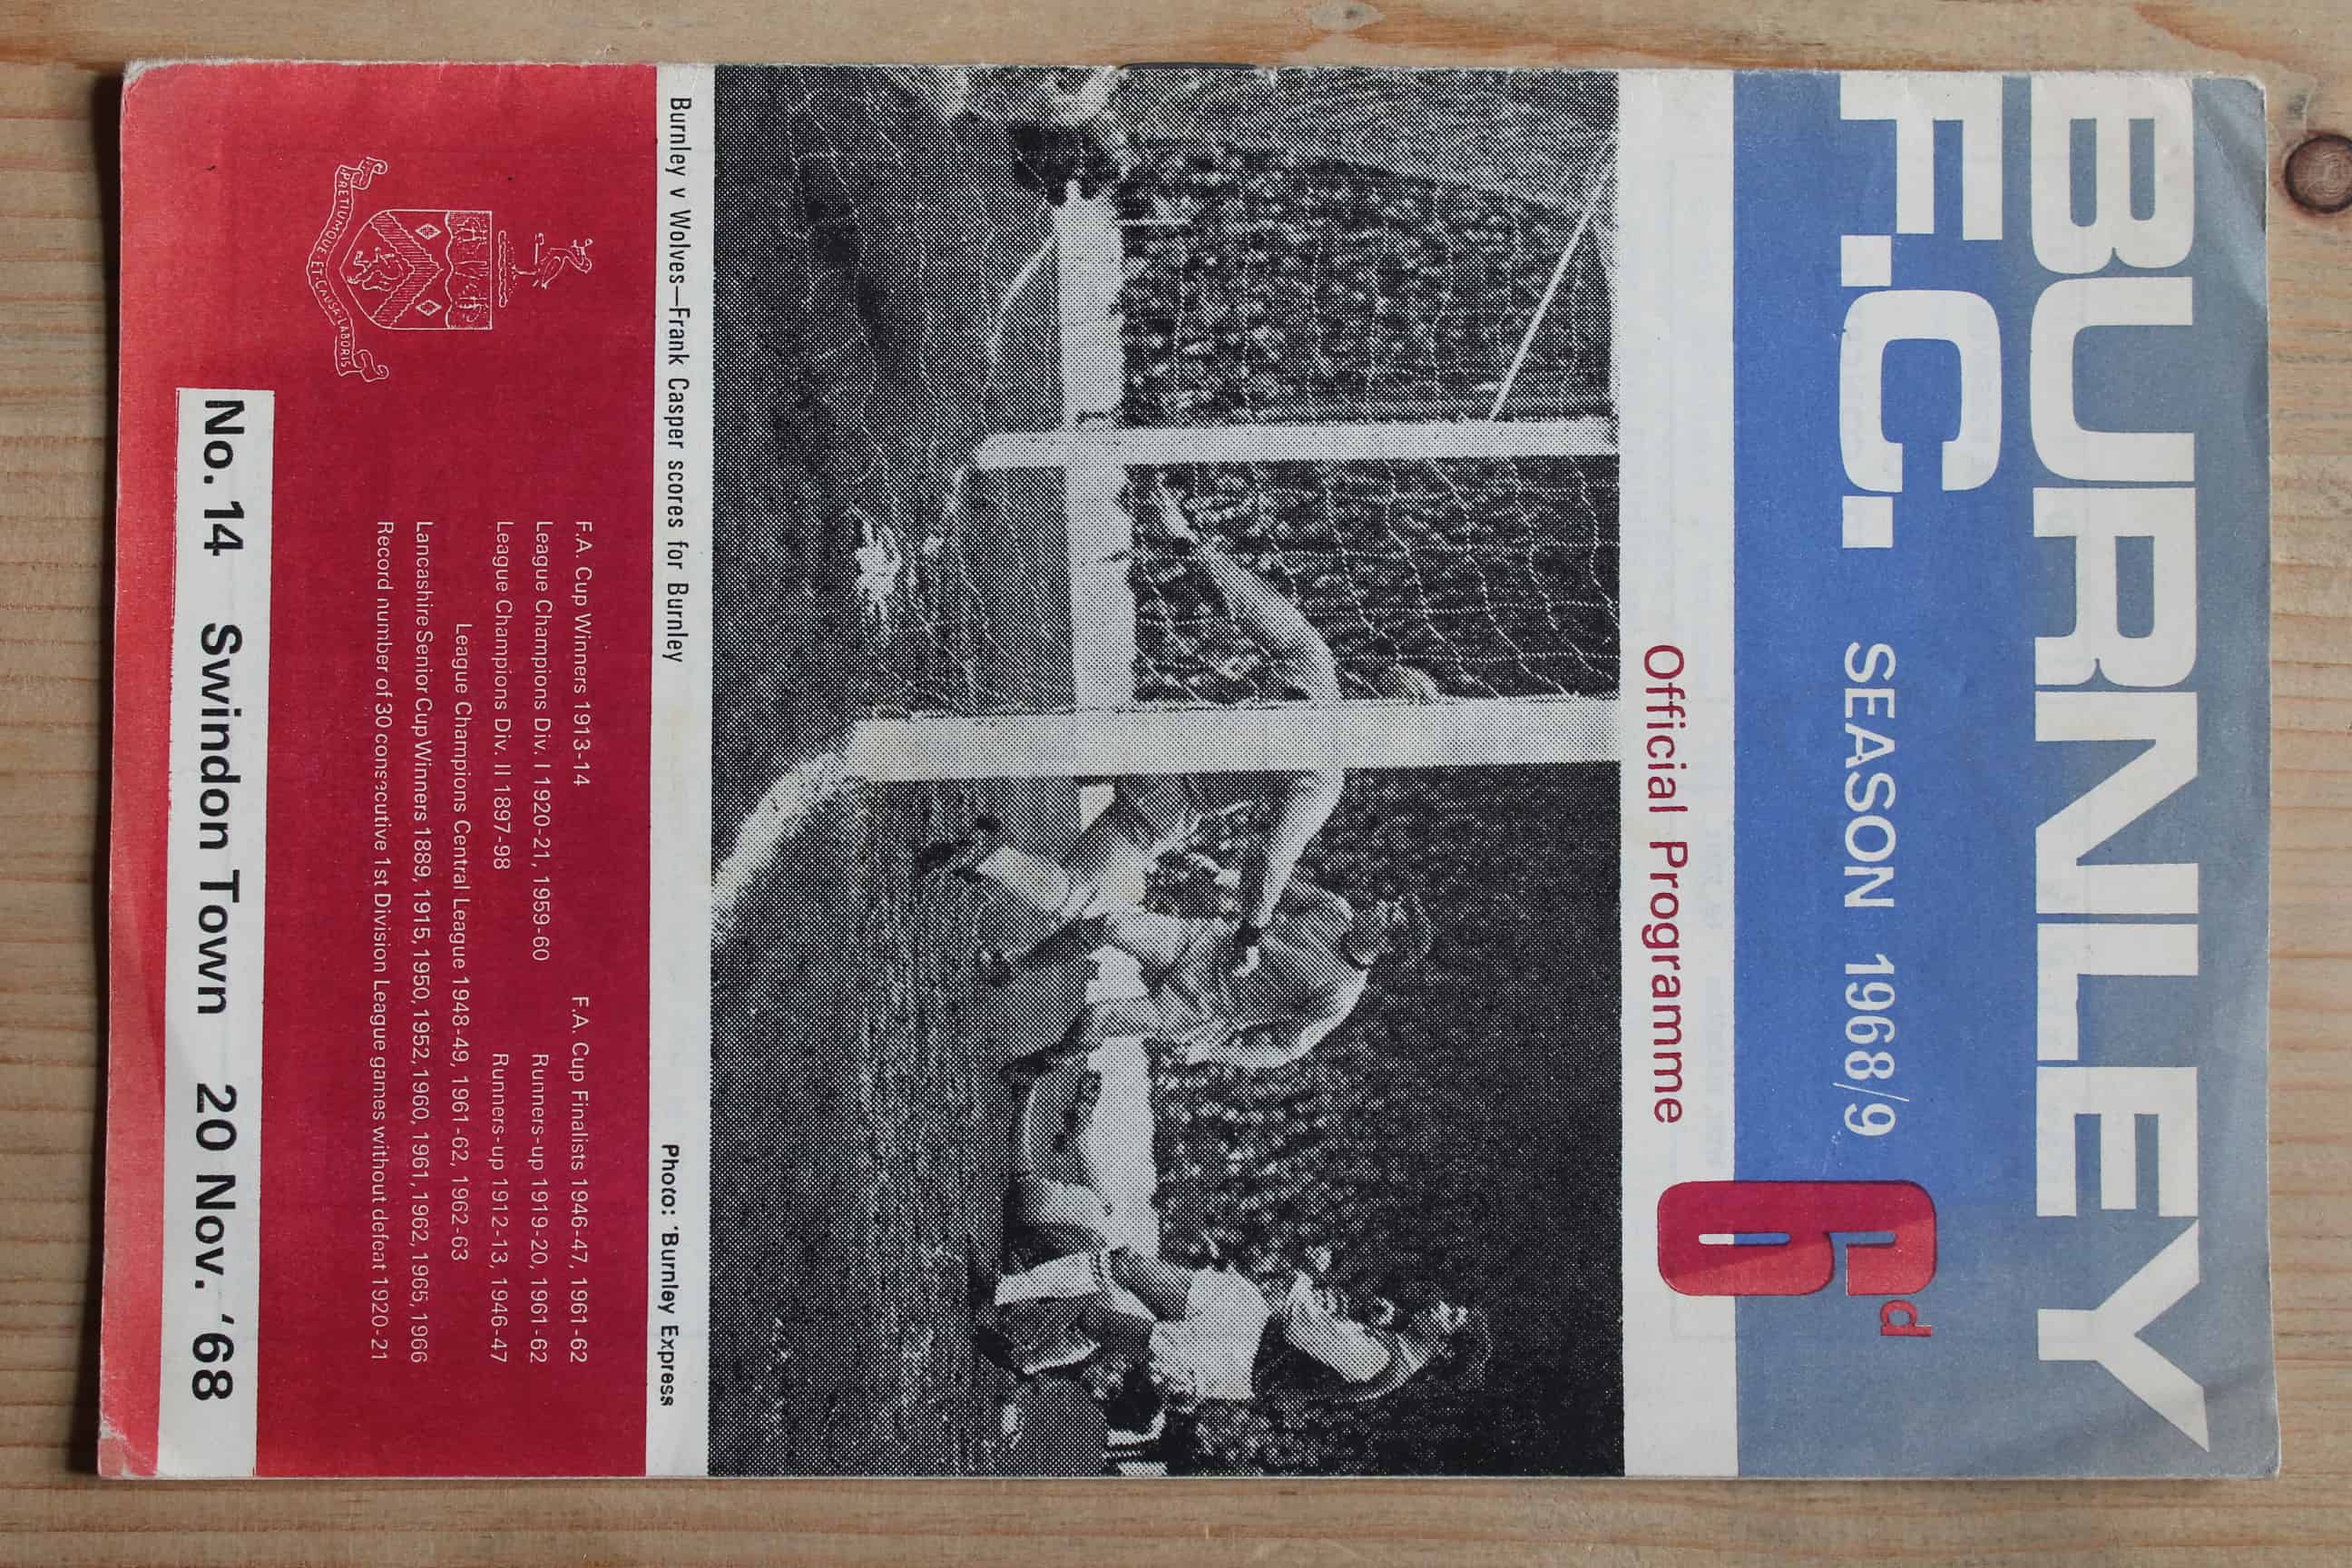 BURNLEY
F.C. SEASON 1968/9
6d
Official Programme
Burnley v Wolves—Frank Casper scores for Burnley Photo: 'Burnley Express
F.A. Cup Winners 1913-14 F.A. Cup Finalists 1946-47, 1961-62
League Champions Div. I 1920-21, 1959-60 Runners-up 1919-20, 1961-62
League Champions Div. II 1897-98 Runners-up 1912-13, 1946-47
League Champions Central League 1948-49, 1961-62, 1962-63
Lancashire Senior Cup Winners 1889, 1915, 1950, 1952, 1960, 1961, 1962, 1965, 1966
Record number of 30 consecutive 1st Division League games without defeat 1920-21
PRETIUMQUE ET CAUSA LABORIS
No. 14 Swindon Town 20 Nov. '68